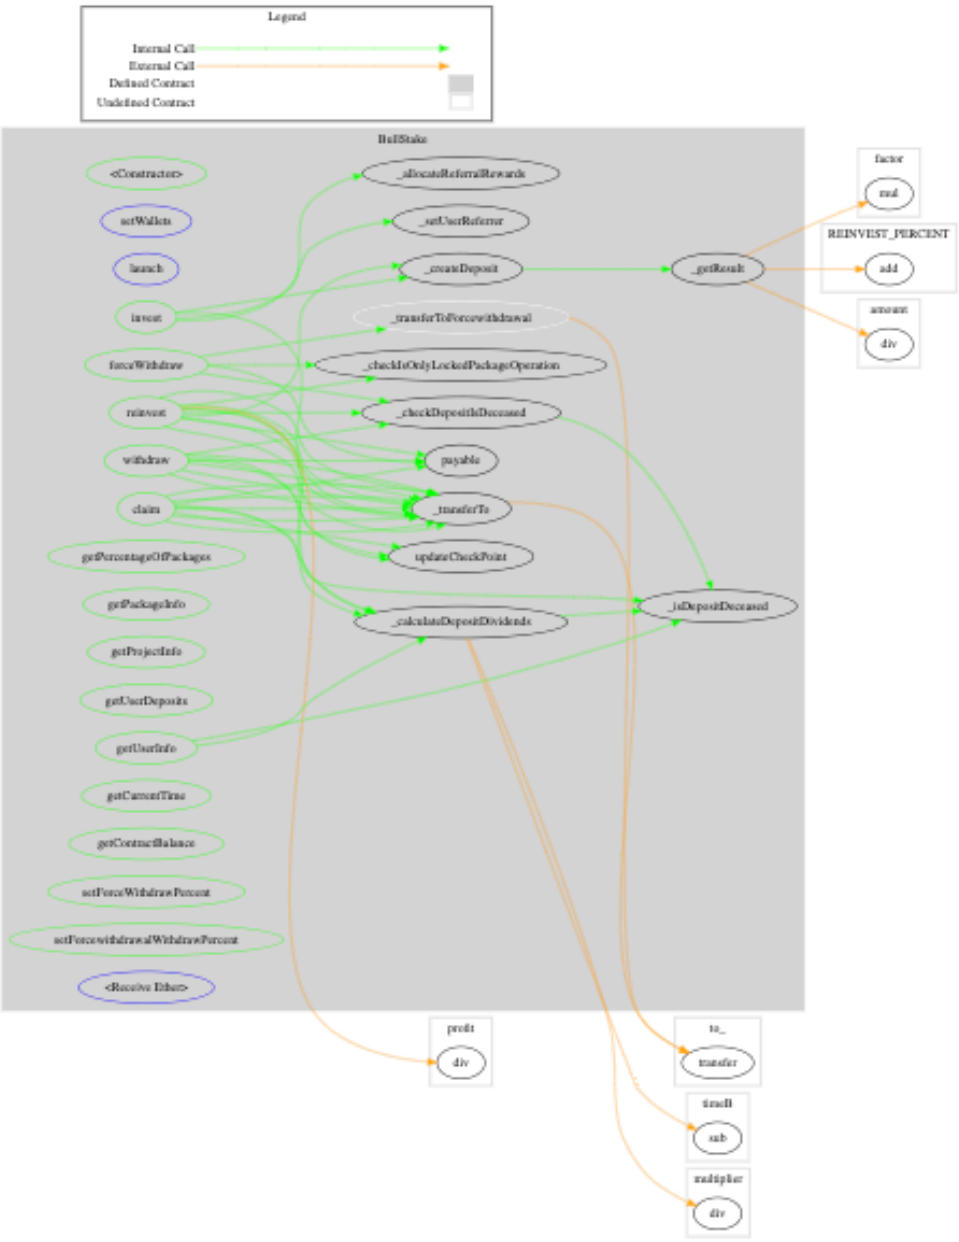 Legend
Internal Call
External Call
Defined Contract
Undefined Contract
BullStake
<Constructor>
setWallets
launch
invest
forceWithdraw
reinvest
withdraw
claim
getPercentageOfPackages
getPackageInfo
getProjectInfo
getUserDeposits
getUserInfo
getCurrentTime
getContractBalance
setForceWithdrawPercent
setForcewithdrawalWithdrawPercent
<Receive Ether>
_allocateReferralRewards
_setUserReferrer
_createDeposit
_transferToForcewithdrawal
_checkIsOnlyLockedPackageOperation
_checkDepositIsDeceased
payable
_transferTo
updateCheckPoint
_calculateDepositDividends
_getResult
_isDepositDeceased
factor
mul
REINVEST_PERCENT
add
amount
div
profit
div
to_
transfer
timeB
sub
multiplier
div